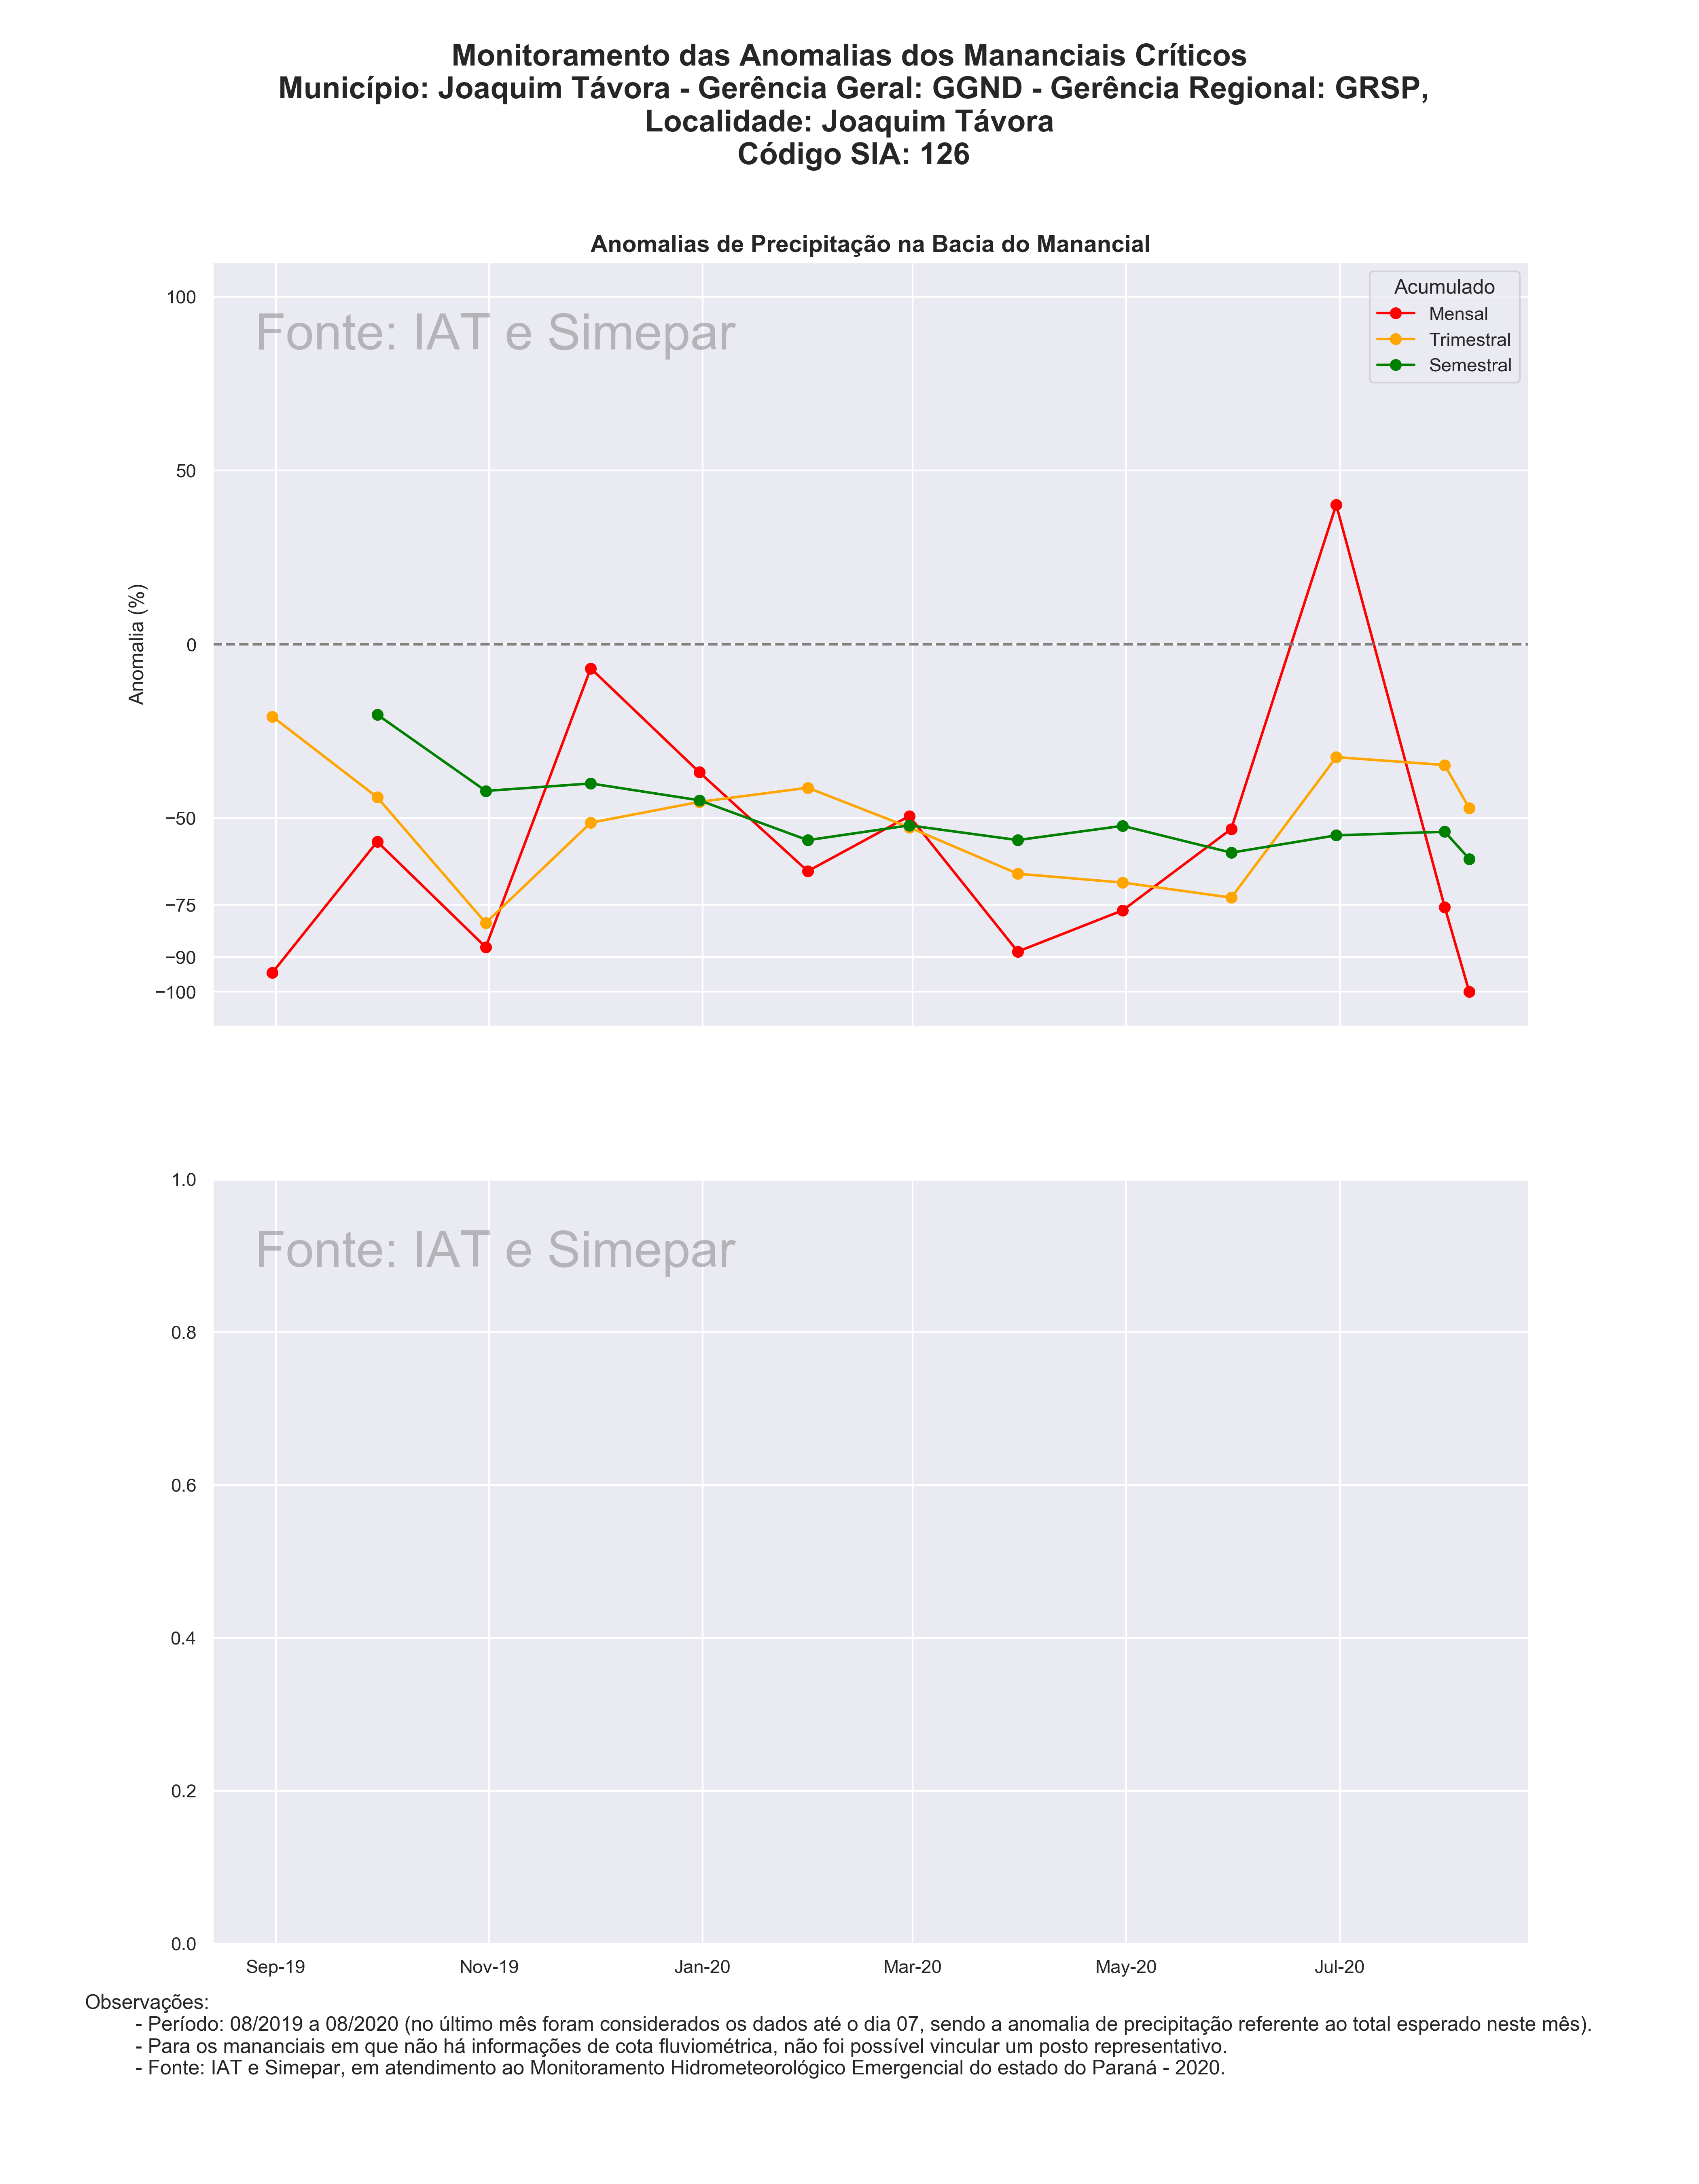 Monitoramento das Anomalias dos Mananciais Críticos
Município: Joaquim Távora - Gerência Geral: GGND - Gerência Regional: GRSP,
Localidade: Joaquim Távora
Código SIA: 126
Anomalias de Precipitação na Bacia do Manancial
Fonte: IAT e Simepar
Acumulado
Mensal
Trimestral
Semestral
Anomalia (%)
100
50
0
−50
−75
−90
−100
Fonte: IAT e Simepar
1.0
0.8
0.6
0.4
0.2
0.0
Sep-19 Nov-19 Jan-20 Mar-20 May-20 Jul-20
Observações:
- Período: 08/2019 a 08/2020 (no último mês foram considerados os dados até o dia 07, sendo a anomalia de precipitação referente ao total esperado neste mês).
- Para os mananciais em que não há informações de cota fluviométrica, não foi possível vincular um posto representativo.
- Fonte: IAT e Simepar, em atendimento ao Monitoramento Hidrometeorológico Emergencial do estado do Paraná - 2020.